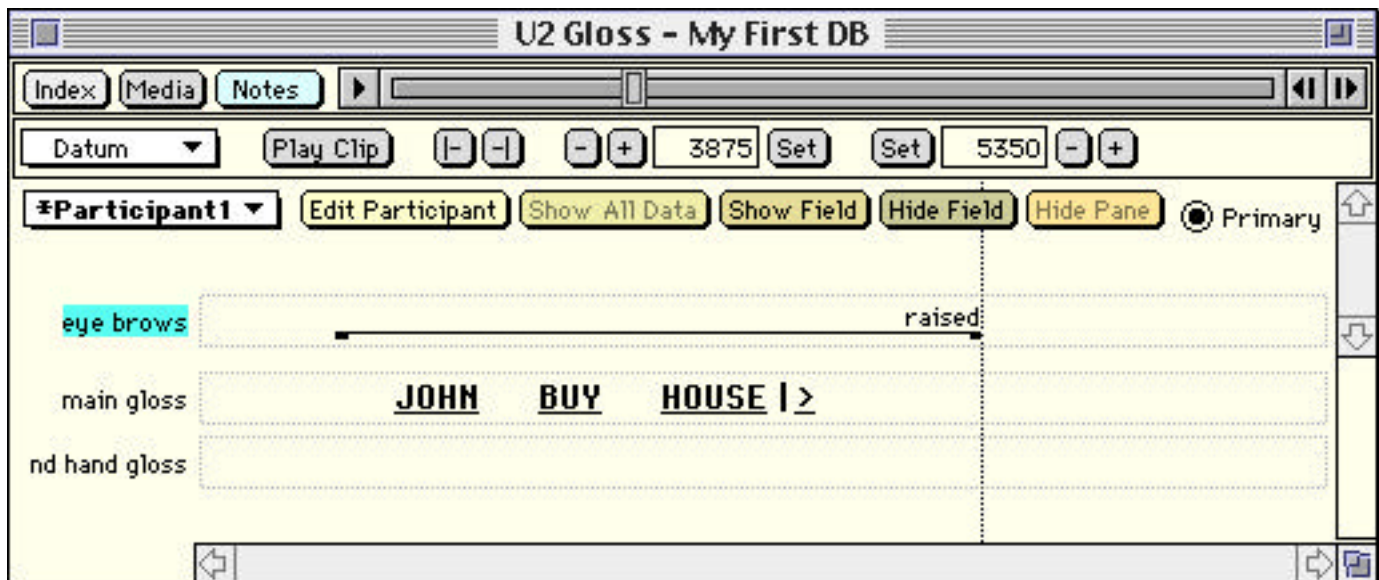 U2 Gloss - My First DB
Index Media Notes
Datum Play Clip |- -| - + 3875 Set Set 5350 - +
*Participant1 Edit Participant Show All Data Show Field Hide Field Hide Pane Primary
eye brows raised
main gloss JOHN BUY HOUSE |>
nd hand gloss